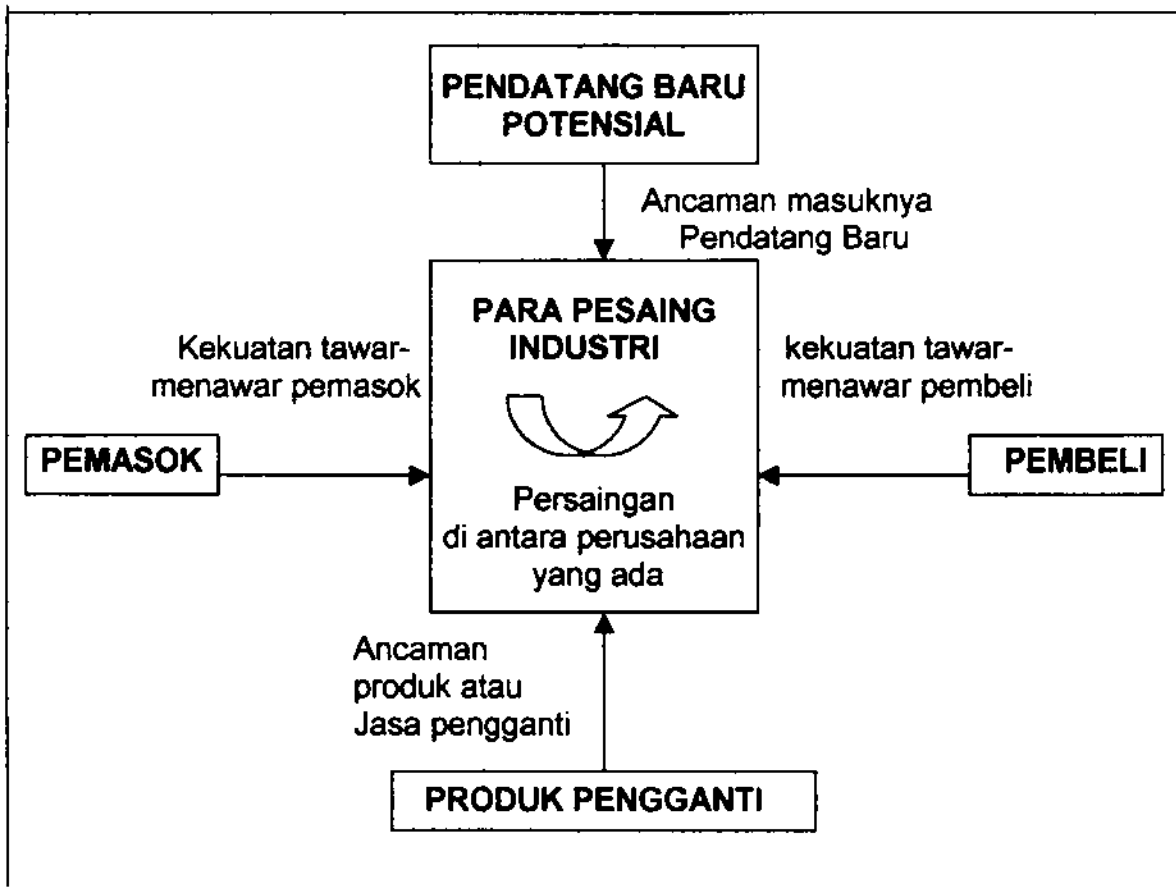 PENDATANG BARU
POTENSIAL
Ancaman masuknya
Pendatang Baru
PARA PESAING
INDUSTRI
Kekuatan tawar-
menawar pemasok
kekuatan tawar-
menawar pembeli
PEMASOK
PEMBELI
Persaingan
di antara perusahaan
yang ada
Ancaman
produk atau
Jasa pengganti
PRODUK PENGGANTI